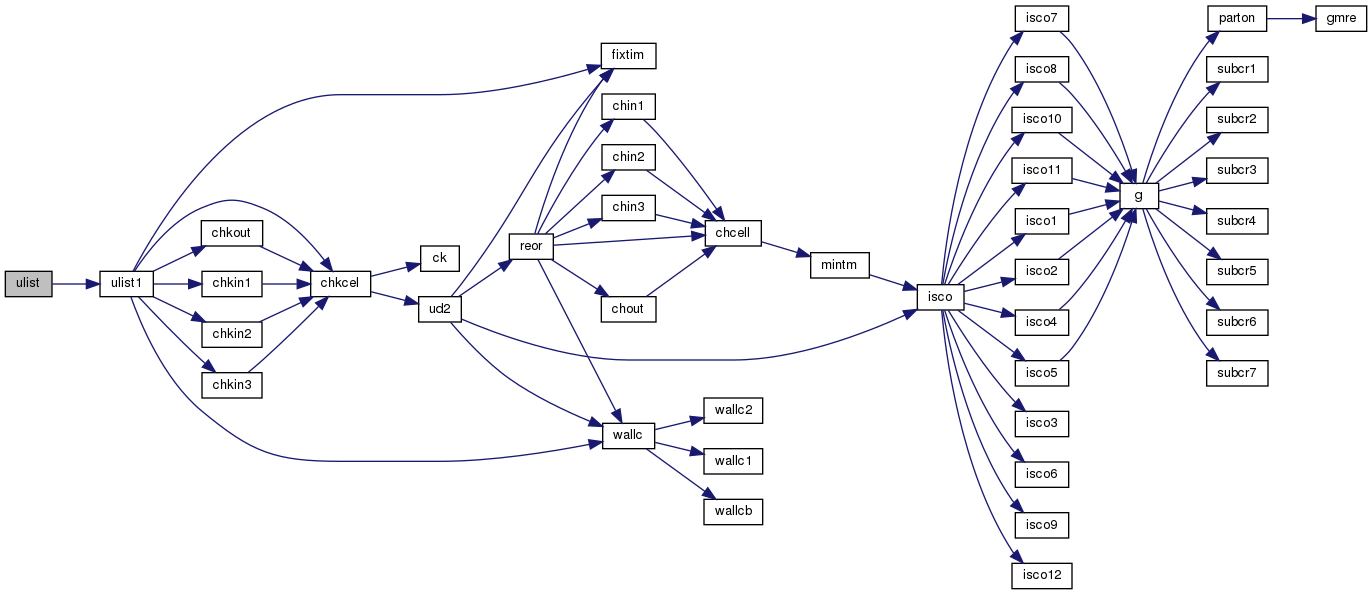 ulist
ulist1
chkout
chkin1
chkin2
chkin3
chkcel
ck
ud2
reor
fixtim
chin1
chin2
chin3
chout
wallc
chcell
wallc2
wallc1
wallcb
mintm
isco
isco7
isco8
isco10
isco11
isco1
isco2
isco4
isco5
isco3
isco6
isco9
isco12
g
parton
subcr1
subcr2
subcr3
subcr4
subcr5
subcr6
subcr7
gmre